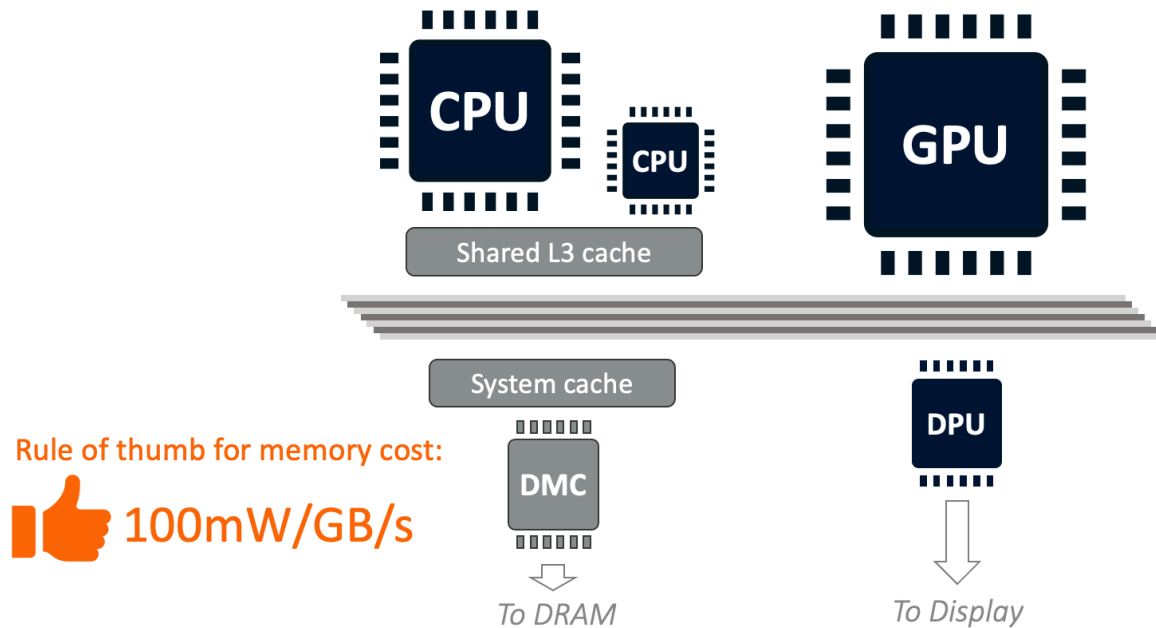 CPU
CPU
GPU
Shared L3 cache
System cache
DPU
Rule of thumb for memory cost:
DMC
100mW/GB/s
To DRAM
To Display